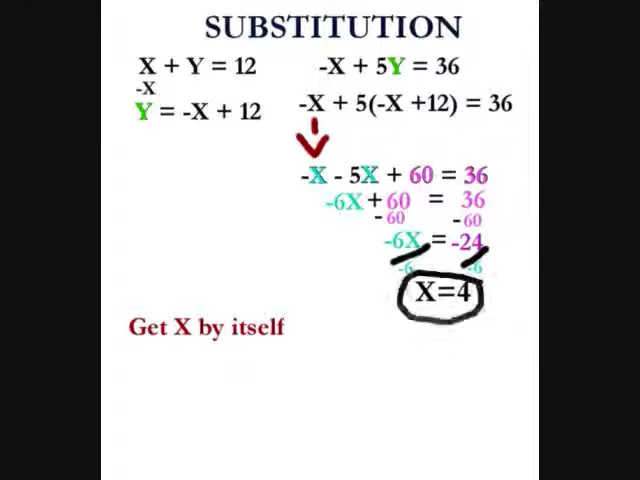 SUBSTITUTION
X + Y = 12
-X + 5Y = 36
-X
Y = -X + 12
-X + 5(-X +12) = 36
-X - 5X + 60 = 36
-6X + 60 = 36
-60 -60
-6X = -24
-6 -6
X=4
Get X by itself